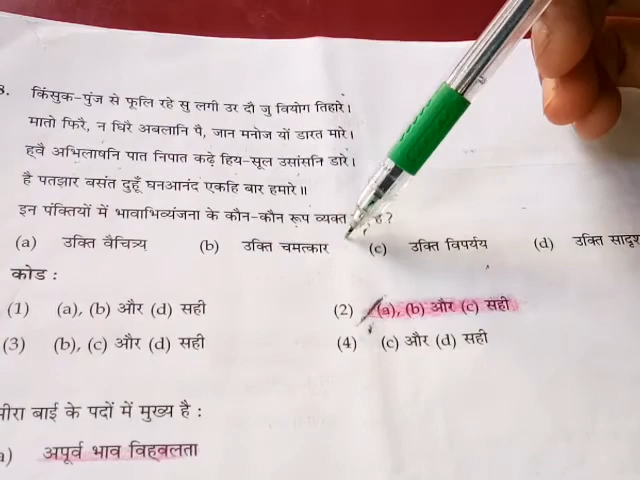 8. किंसुक-पुंज से फूलि रहे सु लगी उर दौ जु वियोग तिहारे।
मातो फिरै, न घिरै अबलानि पै, जान मनोज यों डारत मारे।
ह्वै अभिलाषनि पात निपात कढ़े हिय-सूल उसांसनि डारे।
है पतझार बसंत दुहूँ घनआनंद एकहि बार हमारे॥
इन पंक्तियों में भावाभिव्यंजना के कौन-कौन रूप व्यक्त
(a) उक्ति वैचित्र्य (b) उक्ति चमत्कार (c) उक्ति विपर्यय (d) उक्ति सादृश
कोड :
(1) (a), (b) और (d) सही (2) (a), (b) और (c) सही
(3) (b), (c) और (d) सही (4) (c) और (d) सही
मीरा बाई के पदों में मुख्य है :
a) अपूर्व भाव विह्वलता